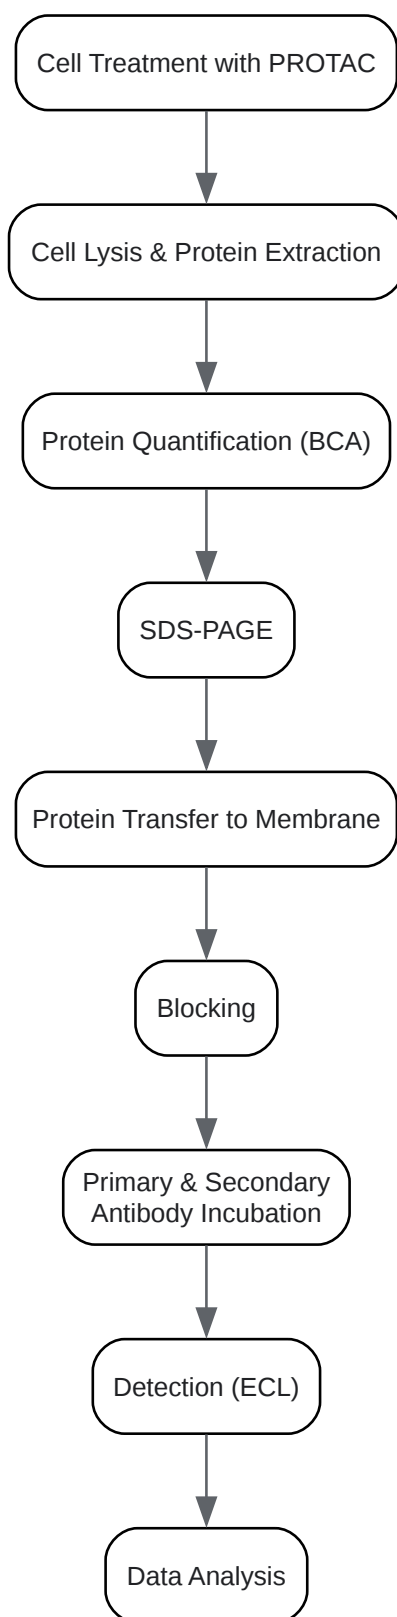 Cell Treatment with PROTAC
Cell Lysis & Protein Extraction
Protein Quantification (BCA)
SDS-PAGE
Protein Transfer to Membrane
Blocking
Primary & Secondary
Antibody Incubation
Detection (ECL)
Data Analysis